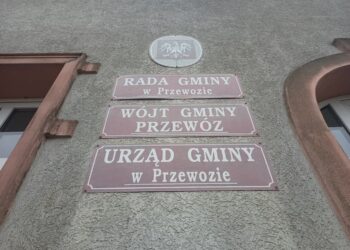 RADA GMINY
w Przewozie
WÓJT GMINY
PRZEWÓZ
URZĄD GMINY
w Przewozie